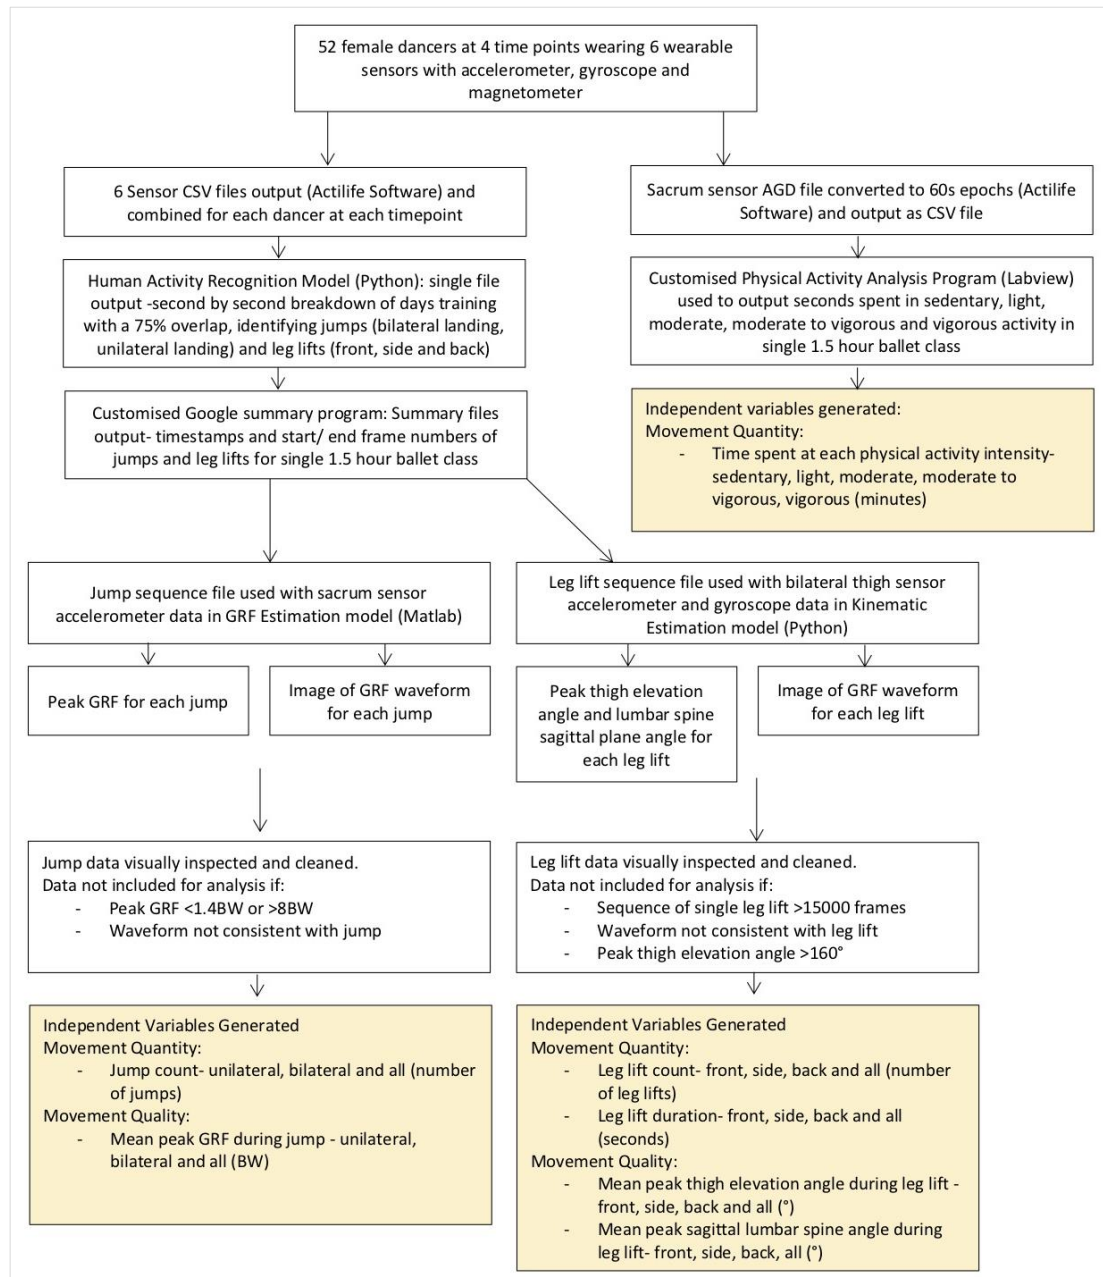 52 female dancers at 4 time points wearing 6 wearable
sensors with accelerometer, gyroscope and
magnetometer
6 Sensor CSV files output (Actilife Software) and
combined for each dancer at each timepoint
Sacrum sensor AGD file converted to 60s epochs (Actilife
Software) and output as CSV file
Human Activity Recognition Model (Python): single file
output -second by second breakdown of days training
with a 75% overlap, identifying jumps (bilateral landing,
unilateral landing) and leg lifts (front, side and back)
Customised Physical Activity Analysis Program (Labview)
used to output seconds spent in sedentary, light,
moderate, moderate to vigorous and vigorous activity in
single 1.5 hour ballet class
Customised Google summary program: Summary files
output- timestamps and start/ end frame numbers of
jumps and leg lifts for single 1.5 hour ballet class
Independent variables generated:
Movement Quantity:
- Time spent at each physical activity intensity-
sedentary, light, moderate, moderate to
vigorous, vigorous (minutes)
Jump sequence file used with sacrum sensor
accelerometer data in GRF Estimation model (Matlab)
Leg lift sequence file used with bilateral thigh sensor
accelerometer and gyroscope data in Kinematic
Estimation model (Python)
Peak GRF for each jump
Image of GRF waveform
for each jump
Peak thigh elevation
angle and lumbar spine
sagittal plane angle for
each leg lift
Image of GRF waveform
for each leg lift
Jump data visually inspected and cleaned.
Data not included for analysis if:
- Peak GRF <1.4BW or >8BW
- Waveform not consistent with jump
Leg lift data visually inspected and cleaned.
Data not included for analysis if:
- Sequence of single leg lift >15000 frames
- Waveform not consistent with leg lift
- Peak thigh elevation angle >160°
Independent Variables Generated
Movement Quantity:
- Jump count- unilateral, bilateral and all (number
of jumps)
Movement Quality:
- Mean peak GRF during jump - unilateral,
bilateral and all (BW)
Independent Variables Generated
Movement Quantity:
- Leg lift count- front, side, back and all (number
of leg lifts)
- Leg lift duration- front, side, back and all
(seconds)
Movement Quality:
- Mean peak thigh elevation angle during leg lift -
front, side, back and all (°)
- Mean peak sagittal lumbar spine angle during
leg lift- front, side, back, all (°)